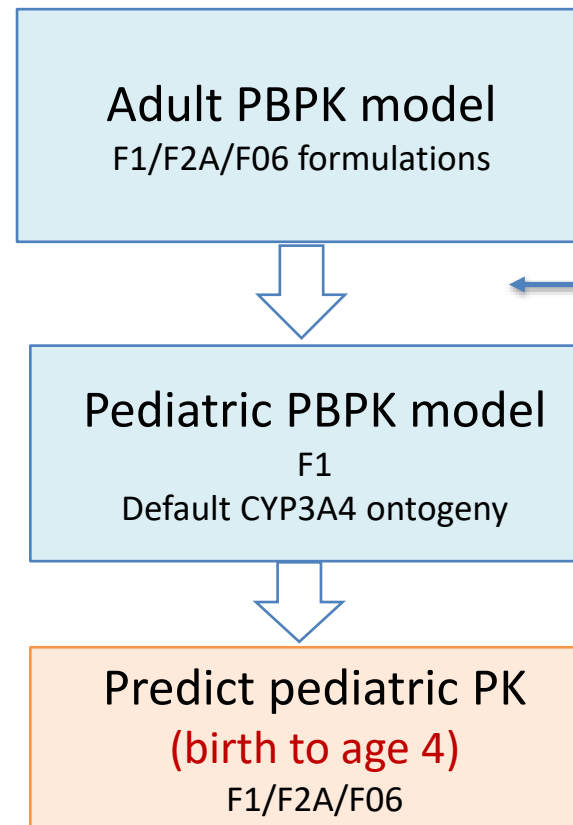 Adult PBPK model
F1/F2A/F06 formulations
Pediatric PBPK model
F1
Default CYP3A4 ontogeny
Predict pediatric PK
(birth to age 4)
F1/F2A/F06